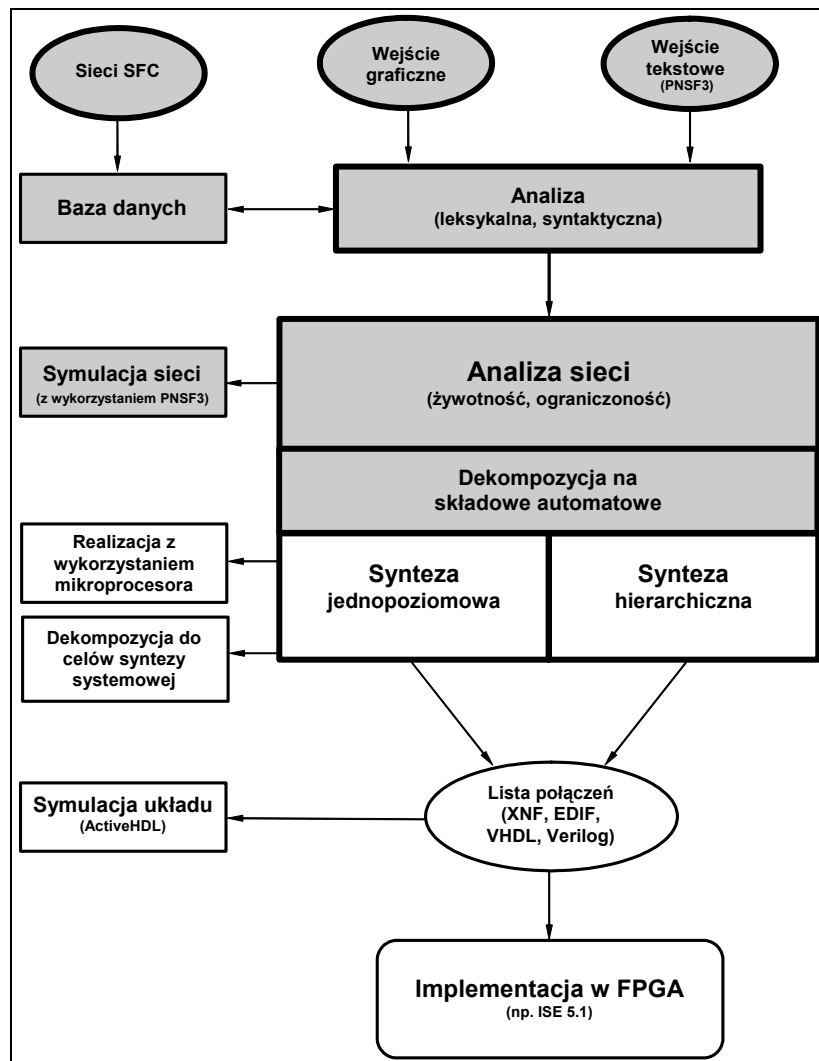 Sieci SFC
Wejście
graficzne
Wejście
tekstowe
(PNSF3)
Baza danych
Analiza
(leksykalna, syntaktyczna)
Symulacja sieci
(z wykorzystaniem PNSF3)
Analiza sieci
(żywotność, ograniczoność)
Dekompozycja na
składowe automatowe
Realizacja z
wykorzystaniem
mikroprocesora
Synteza
jednopoziomowa
Synteza
hierarchiczna
Dekompozycja do
celów syntezy
systemowej
Symulacja układu
(ActiveHDL)
Lista połączeń
(XNF, EDIF,
VHDL, Verilog)
Implementacja w FPGA
(np. ISE 5.1)